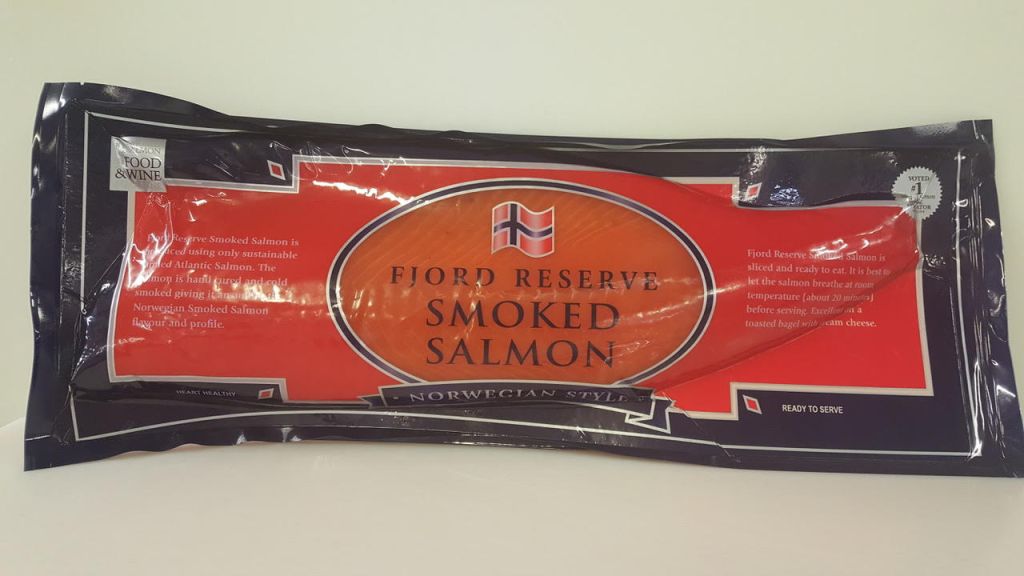 FOOD
& WINE
VOTED
#1
Reserve Smoked Salmon is
using only sustainable
Atlantic Salmon. The
salmon is hand cured and cold
smoked giving it
Norwegian Smoked Salmon
flavour and profile.
FJORD RESERVE
SMOKED
SALMON
NORWEGIAN STYLE
Fjord Reserve Smoked Salmon is
sliced and ready to eat. It is best to
let the salmon breathe at room
temperature [about 20 minutes]
before serving. Excellent on a
toasted bagel with cream cheese.
HEART HEALTHY
READY TO SERVE